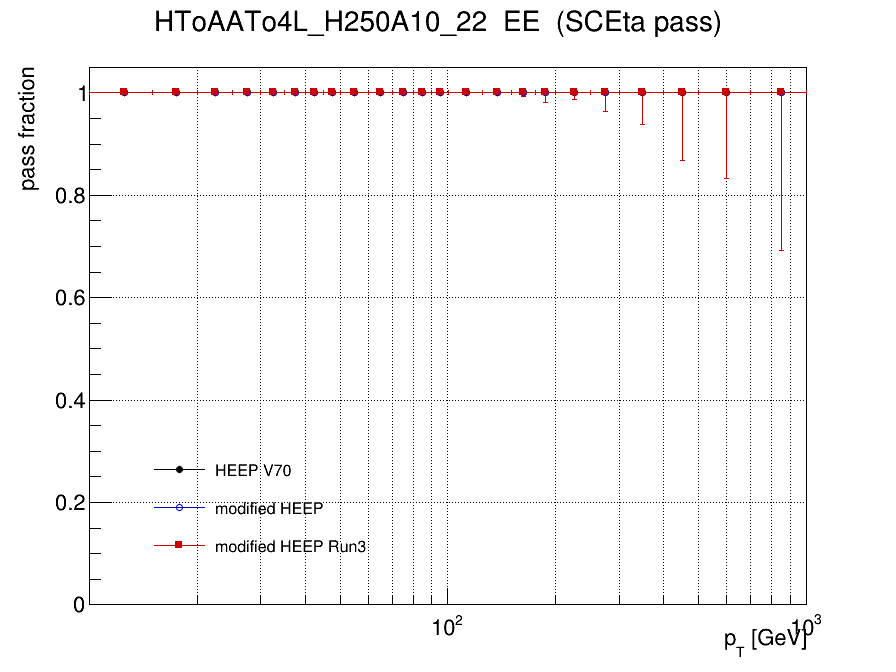 HToAATo4L_H250A10_22 EE (SCEta pass)
pass fraction
1
0.8
0.6
0.4
0.2
0
HEEP V70
modified HEEP
modified HEEP Run3
10²
10³
p_T [GeV]